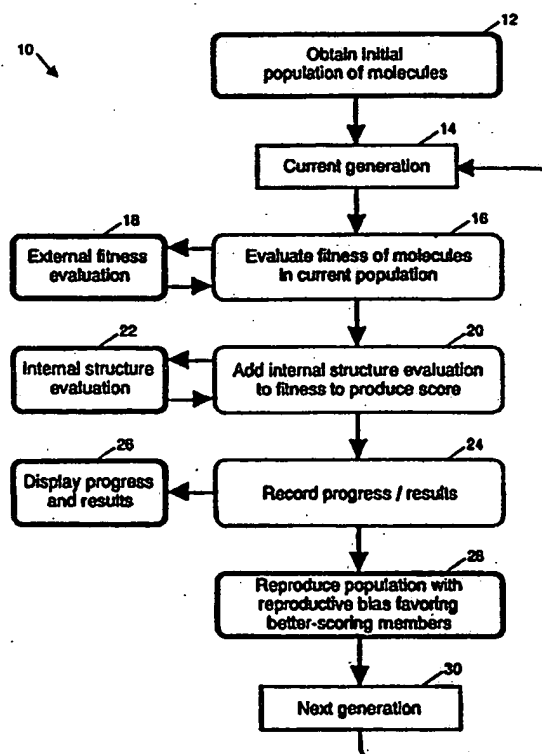 12
Obtain initial
population of molecules
10
14
Current generation
16
Evaluate fitness of molecules
in current population
18
External fitness
evaluation
20
Add internal structure evaluation
to fitness to produce score
22
Internal structure
evaluation
24
Record progress / results
26
Display progress
and results
28
Reproduce population with
reproductive bias favoring
better-scoring members
30
Next generation